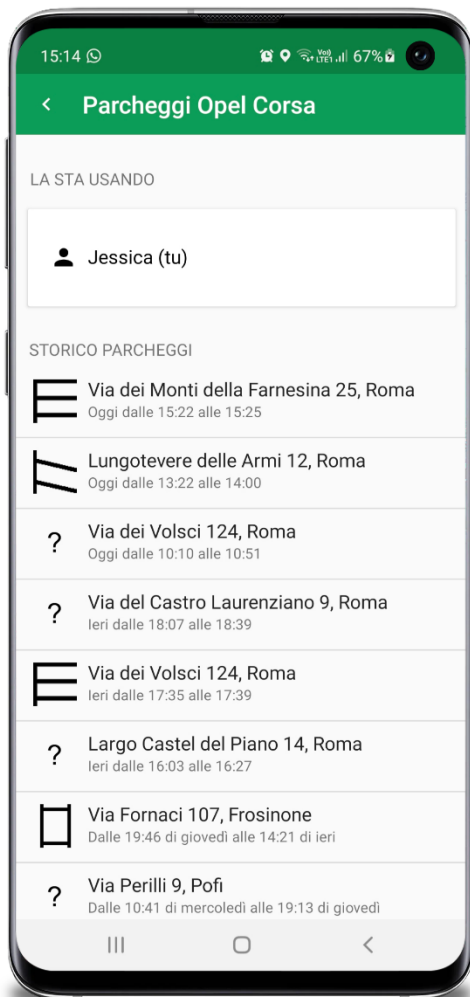 15:14 67%
Vo))
LTE1
Parcheggi Opel Corsa
LA STA USANDO
Jessica (tu)
STORICO PARCHEGGI
Via dei Monti della Farnesina 25, Roma
Oggi dalle 15:22 alle 15:25
Lungotevere delle Armi 12, Roma
Oggi dalle 13:22 alle 14:00
? Via dei Volsci 124, Roma
Oggi dalle 10:10 alle 10:51
? Via del Castro Laurenziano 9, Roma
Ieri dalle 18:07 alle 18:39
Via dei Volsci 124, Roma
Ieri dalle 17:35 alle 17:39
? Largo Castel del Piano 14, Roma
Ieri dalle 16:03 alle 16:27
Via Fornaci 107, Frosinone
Dalle 19:46 di giovedì alle 14:21 di ieri
? Via Perilli 9, Pofi
Dalle 10:41 di mercoledì alle 19:13 di giovedì